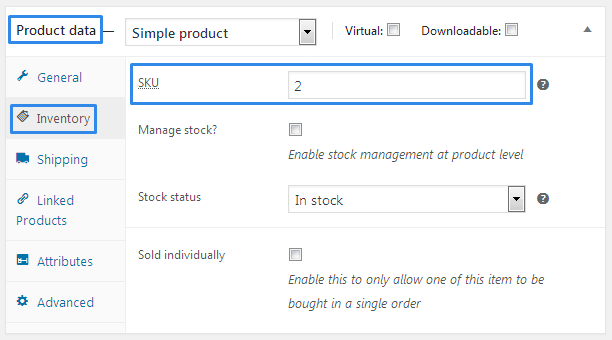 Product data — Simple product Virtual: Downloadable:
General
Inventory
Shipping
Linked
Products
Attributes
Advanced
SKU 2
Manage stock?
Enable stock management at product level
Stock status In stock
Sold individually
Enable this to only allow one of this item to be
bought in a single order